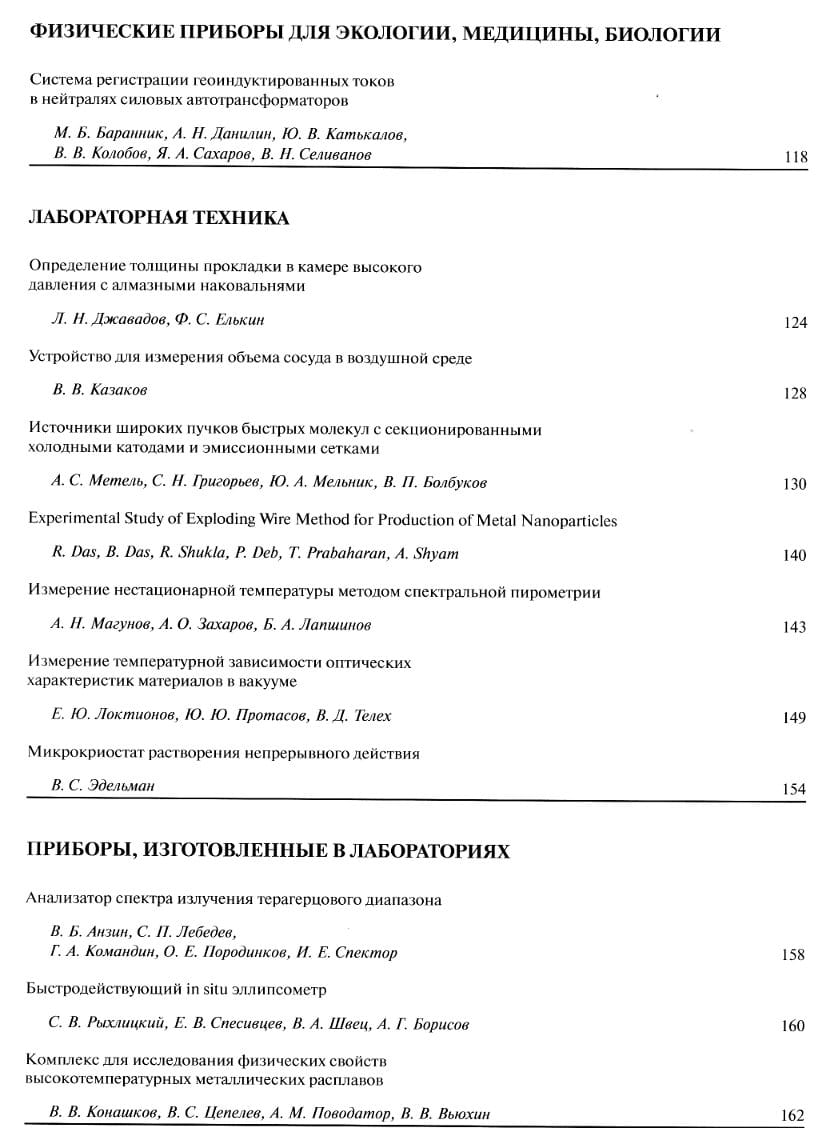 ФИЗИЧЕСКИЕ ПРИБОРЫ ДЛЯ ЭКОЛОГИИ, МЕДИЦИНЫ, БИОЛОГИИ
Система регистрации геоиндуктированных токов
в нейтралях силовых автотрансформаторов
М. Б. Баранник, А. Н. Данилин, Ю. В. Катькалов,
В. В. Колобов, Я. А. Сахаров, В. Н. Селиванов 118
ЛАБОРАТОРНАЯ ТЕХНИКА
Определение толщины прокладки в камере высокого
давления с алмазными наковальнями
Л. Н. Джавадов, Ф. С. Елькин 124
Устройство для измерения объема сосуда в воздушной среде
В. В. Казаков 128
Источники широких пучков быстрых молекул с секционированными
холодными катодами и эмиссионными сетками
А. С. Метель, С. Н. Григорьев, Ю. А. Мельник, В. П. Болбуков 130
Experimental Study of Exploding Wire Method for Production of Metal Nanoparticles
R. Das, B. Das, R. Shukla, P. Deb, T. Prabaharan, A. Shyam 140
Измерение нестационарной температуры методом спектральной пирометрии
А. Н. Магунов, А. О. Захаров, Б. А. Лапшинов 143
Измерение температурной зависимости оптических
характеристик материалов в вакууме
Е. Ю. Локтионов, Ю. Ю. Протасов, В. Д. Телех 149
Микрокриостат растворения непрерывного действия
В. С. Эдельман 154
ПРИБОРЫ, ИЗГОТОВЛЕННЫЕ В ЛАБОРАТОРИЯХ
Анализатор спектра излучения терагерцового диапазона
В. Б. Анзин, С. П. Лебедев,
Г. А. Командин, О. Е. Породинков, И. Е. Спектор 158
Быстродействующий in situ эллипсометр
С. В. Рыхлицкий, Е. В. Спесивцев, В. А. Швец, А. Г. Борисов 160
Комплекс для исследования физических свойств
высокотемпературных металлических расплавов
В. В. Конашков, В. С. Цепелев, А. М. Поводатор, В. В. Вьюхин 162